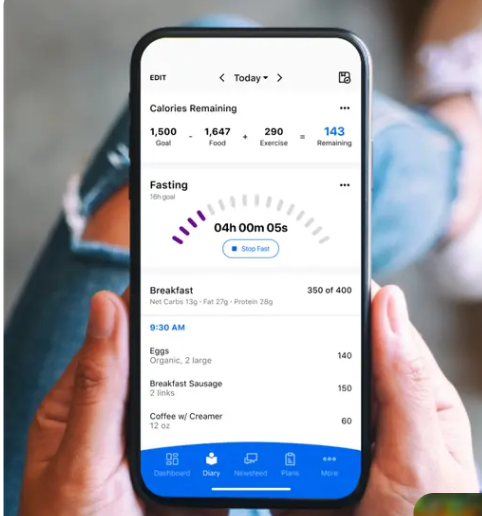 EDIT
Today
Calories Remaining
1,500 - 1,647 + 290 = 143
Goal Food Exercise Remaining
Fasting
16h goal
04h 00m 05s
Stop Fast
Breakfast 350 of 400
Net Carbs 13g · Fat 27g · Protein 28g
9:30 AM
Eggs
Organic, 2 large 140
Breakfast Sausage
2 links 150
Coffee w/ Creamer
12 oz 60
Dashboard Diary Newsfeed Plans More